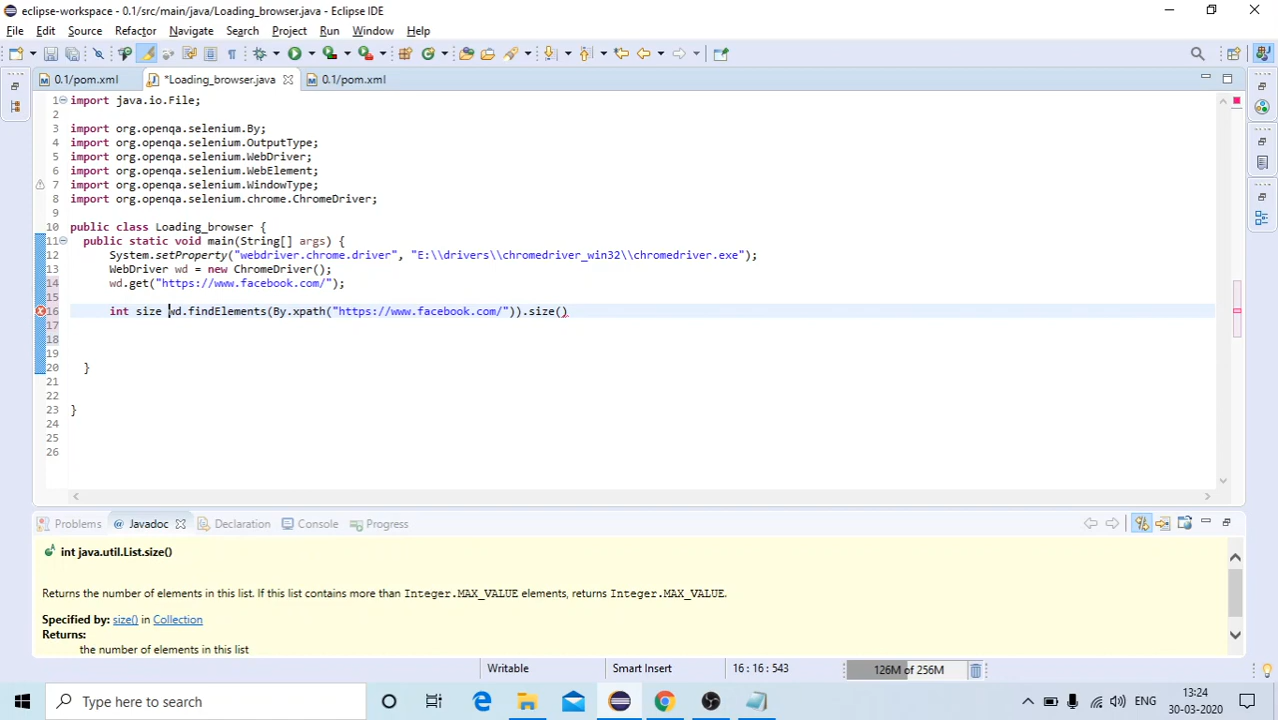 eclipse-workspace - 0.1/src/main/java/Loading_browser.java - Eclipse IDE
File Edit Source Refactor Navigate Search Project Run Window Help
0.1/pom.xml *Loading_browser.java 0.1/pom.xml
1 import java.io.File;
2
3 import org.openqa.selenium.By;
4 import org.openqa.selenium.OutputType;
5 import org.openqa.selenium.WebDriver;
6 import org.openqa.selenium.WebElement;
7 import org.openqa.selenium.WindowType;
8 import org.openqa.selenium.chrome.ChromeDriver;
9
10 public class Loading_browser {
11 public static void main(String[] args) {
12 System.setProperty("webdriver.chrome.driver", "E:\\drivers\\chromedriver_win32\\chromedriver.exe");
13 WebDriver wd = new ChromeDriver();
14 wd.get("https://www.facebook.com/");
15
16 int size wd.findElements(By.xpath("https://www.facebook.com/")).size()
17
18
19
20 }
21
22
23 }
24
25
26
Problems @ Javadoc Declaration Console Progress
int java.util.List.size()
Returns the number of elements in this list. If this list contains more than Integer.MAX_VALUE elements, returns Integer.MAX_VALUE.
Specified by: size() in Collection
Returns:
the number of elements in this list
Writable Smart Insert 16 : 16 : 543 126M of 256M
Type here to search ENG 13:24
30-03-2020